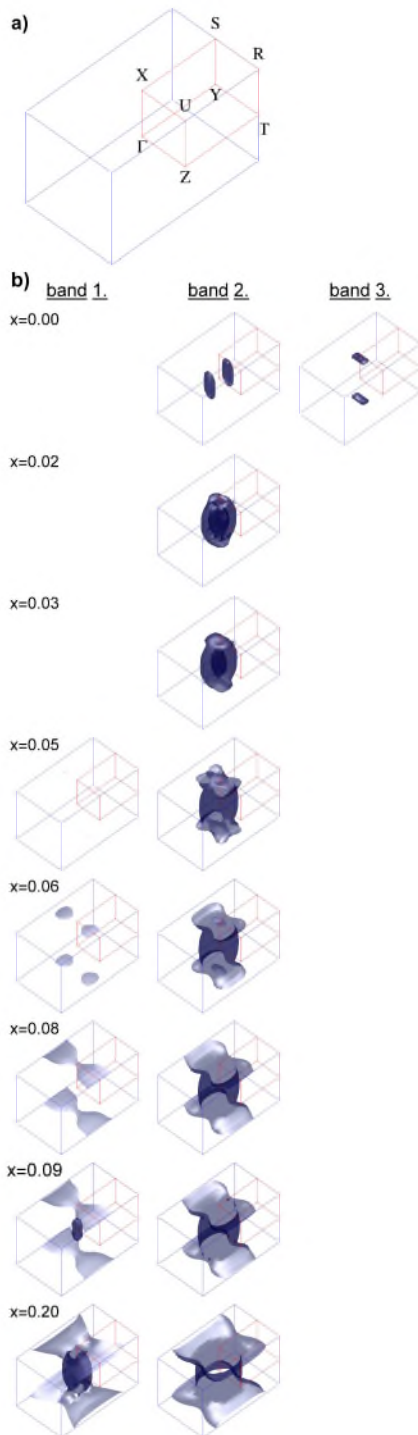 a)
S
R
X
U
Y
T
Γ
Z
b)
band 1.
band 2.
band 3.
x=0.00
x=0.02
x=0.03
x=0.05
x=0.06
x=0.08
x=0.09
x=0.20